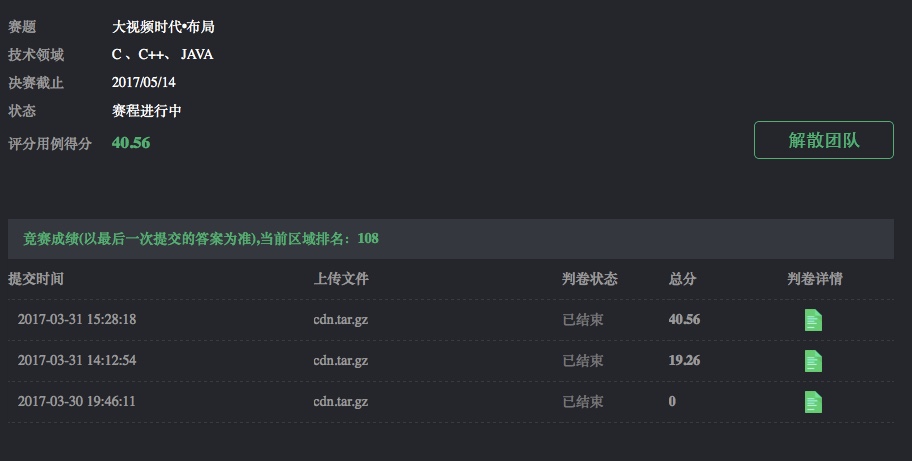 赛题 大视频时代•布局
技术领域 C 、C++、 JAVA
决赛截止 2017/05/14
状态 赛程进行中
评分用例得分 40.56
解散团队
竞赛成绩(以最后一次提交的答案为准),当前区域排名：108
提交时间 上传文件 判卷状态 总分 判卷详情
2017-03-31 15:28:18 cdn.tar.gz 已结束 40.56
2017-03-31 14:12:54 cdn.tar.gz 已结束 19.26
2017-03-30 19:46:11 cdn.tar.gz 已结束 0